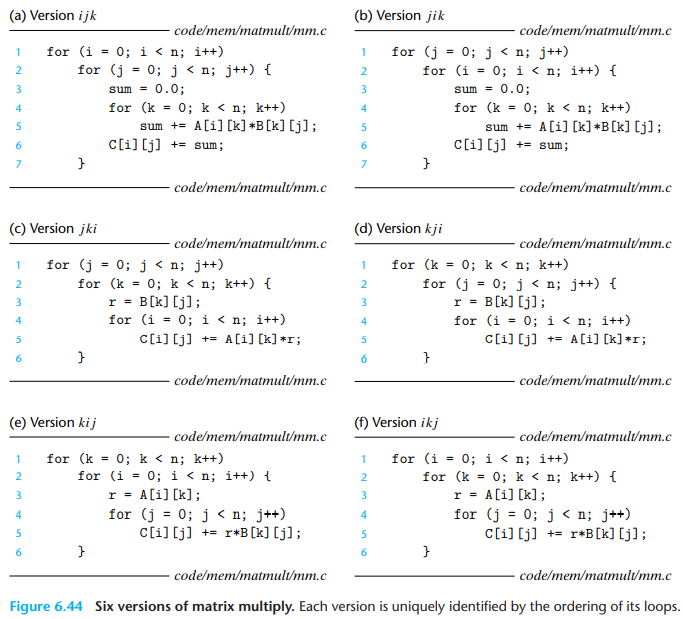 (a) Version ijk
code/mem/matmult/mm.c
1 for (i = 0; i < n; i++)
2 for (j = 0; j < n; j++) {
3 sum = 0.0;
4 for (k = 0; k < n; k++)
5 sum += A[i][k]*B[k][j];
6 C[i][j] += sum;
7 }
code/mem/matmult/mm.c
(b) Version jik
code/mem/matmult/mm.c
1 for (j = 0; j < n; j++)
2 for (i = 0; i < n; i++) {
3 sum = 0.0;
4 for (k = 0; k < n; k++)
5 sum += A[i][k]*B[k][j];
6 C[i][j] += sum;
7 }
code/mem/matmult/mm.c
(c) Version jki
code/mem/matmult/mm.c
1 for (j = 0; j < n; j++)
2 for (k = 0; k < n; k++) {
3 r = B[k][j];
4 for (i = 0; i < n; i++)
5 C[i][j] += A[i][k]*r;
6 }
code/mem/matmult/mm.c
(d) Version kji
code/mem/matmult/mm.c
1 for (k = 0; k < n; k++)
2 for (j = 0; j < n; j++) {
3 r = B[k][j];
4 for (i = 0; i < n; i++)
5 C[i][j] += A[i][k]*r;
6 }
code/mem/matmult/mm.c
(e) Version kij
code/mem/matmult/mm.c
1 for (k = 0; k < n; k++)
2 for (i = 0; i < n; i++) {
3 r = A[i][k];
4 for (j = 0; j < n; j++)
5 C[i][j] += r*B[k][j];
6 }
code/mem/matmult/mm.c
(f) Version ikj
code/mem/matmult/mm.c
1 for (i = 0; i < n; i++)
2 for (k = 0; k < n; k++) {
3 r = A[i][k];
4 for (j = 0; j < n; j++)
5 C[i][j] += r*B[k][j];
6 }
code/mem/matmult/mm.c
Figure 6.44 Six versions of matrix multiply. Each version is uniquely identified by the ordering of its loops.